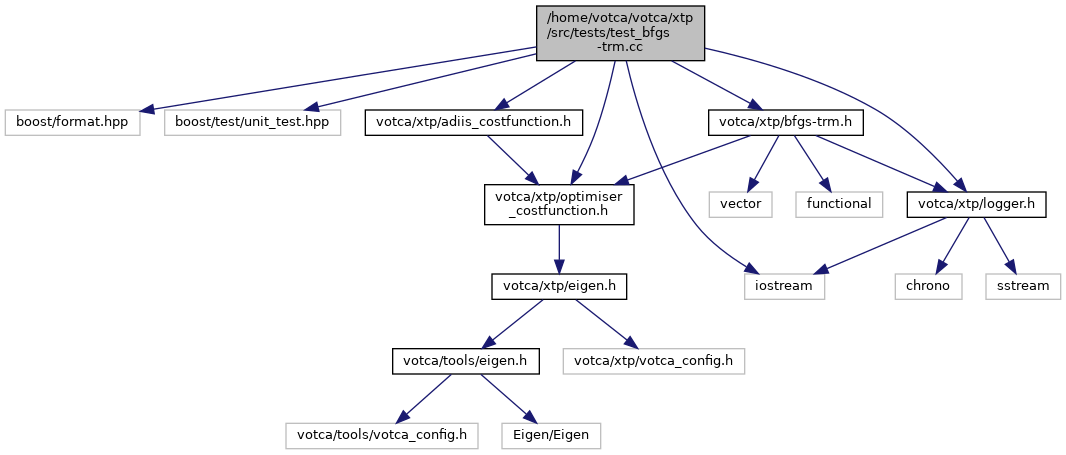 /home/votca/votca/xtp
/src/tests/test_bfgs
-trm.cc
boost/format.hpp
boost/test/unit_test.hpp
votca/xtp/adiis_costfunction.h
votca/xtp/bfgs-trm.h
votca/xtp/optimiser
_costfunction.h
vector
functional
votca/xtp/logger.h
votca/xtp/eigen.h
iostream
chrono
sstream
votca/tools/eigen.h
votca/xtp/votca_config.h
votca/tools/votca_config.h
Eigen/Eigen